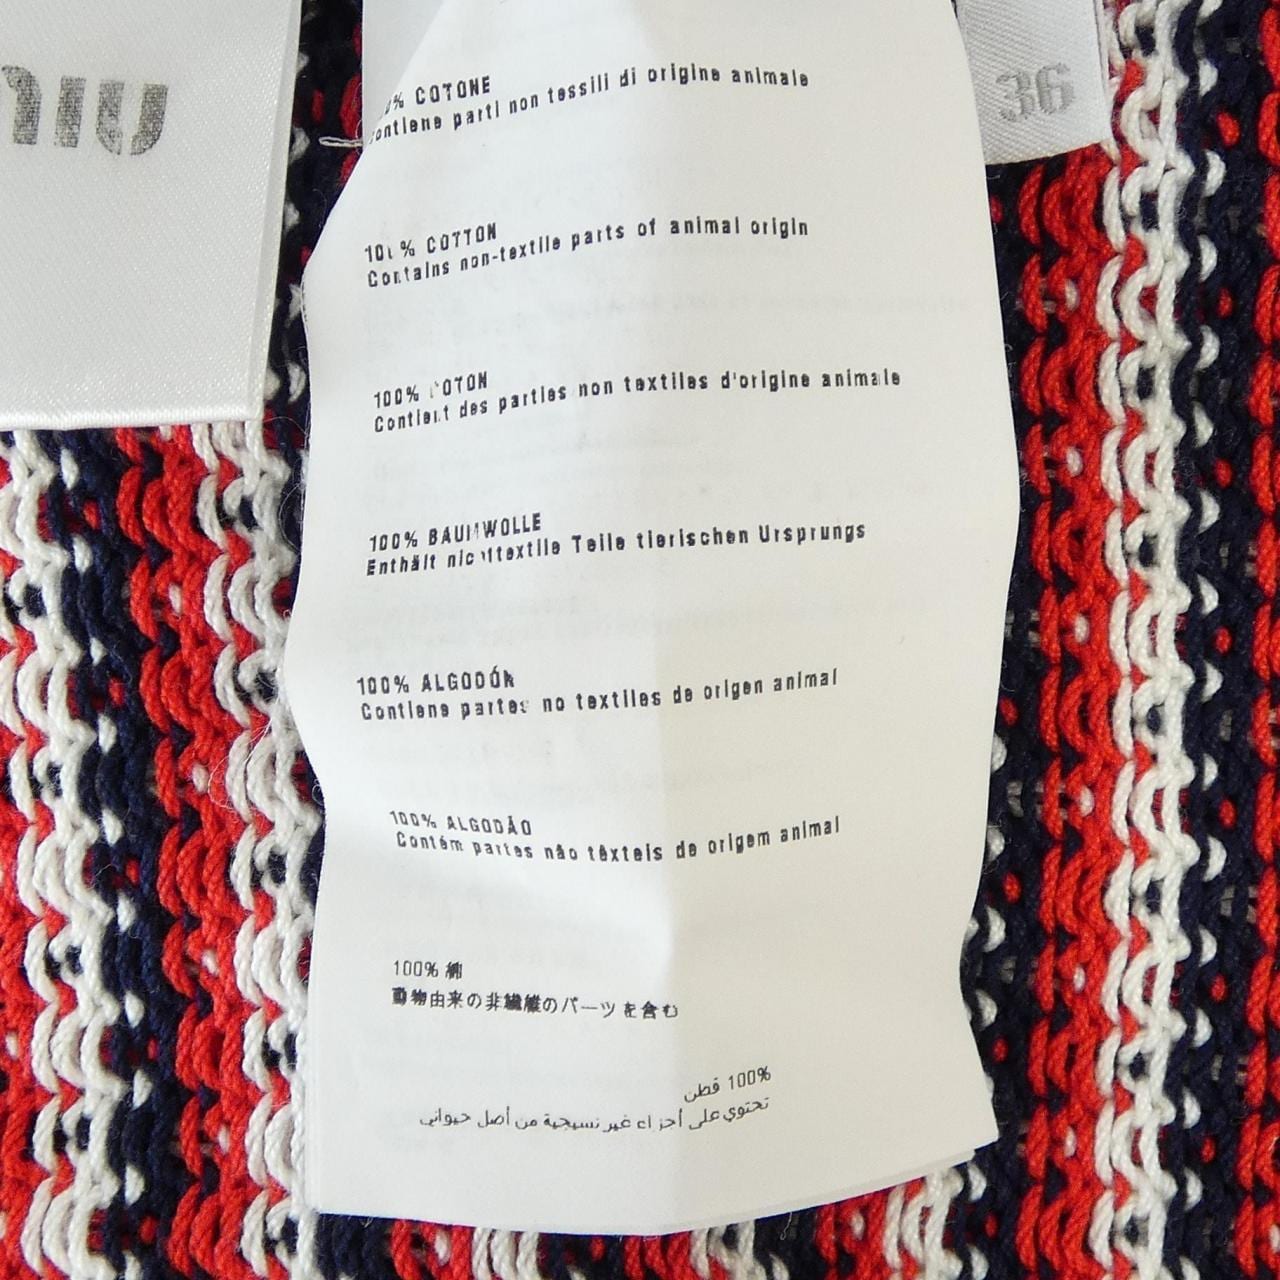 miu
36
100% COTONE
Contiene parti non tessili di origine animale
100% COTTON
Contains non-textile parts of animal origin
100% COTON
Contient des parties non textiles d'origine animale
100% BAUMWOLLE
Enthält nichttextile Teile tierischen Ursprungs
100% ALGODÓN
Contiene partes no textiles de origen animal
100% ALGODÃO
Contém partes não têxteis de origem animal
100% 綿
動物由来の非繊維のパーツを含む
100% قطن
تحتوي على أجزاء غير نسيجية من أصل حيواني